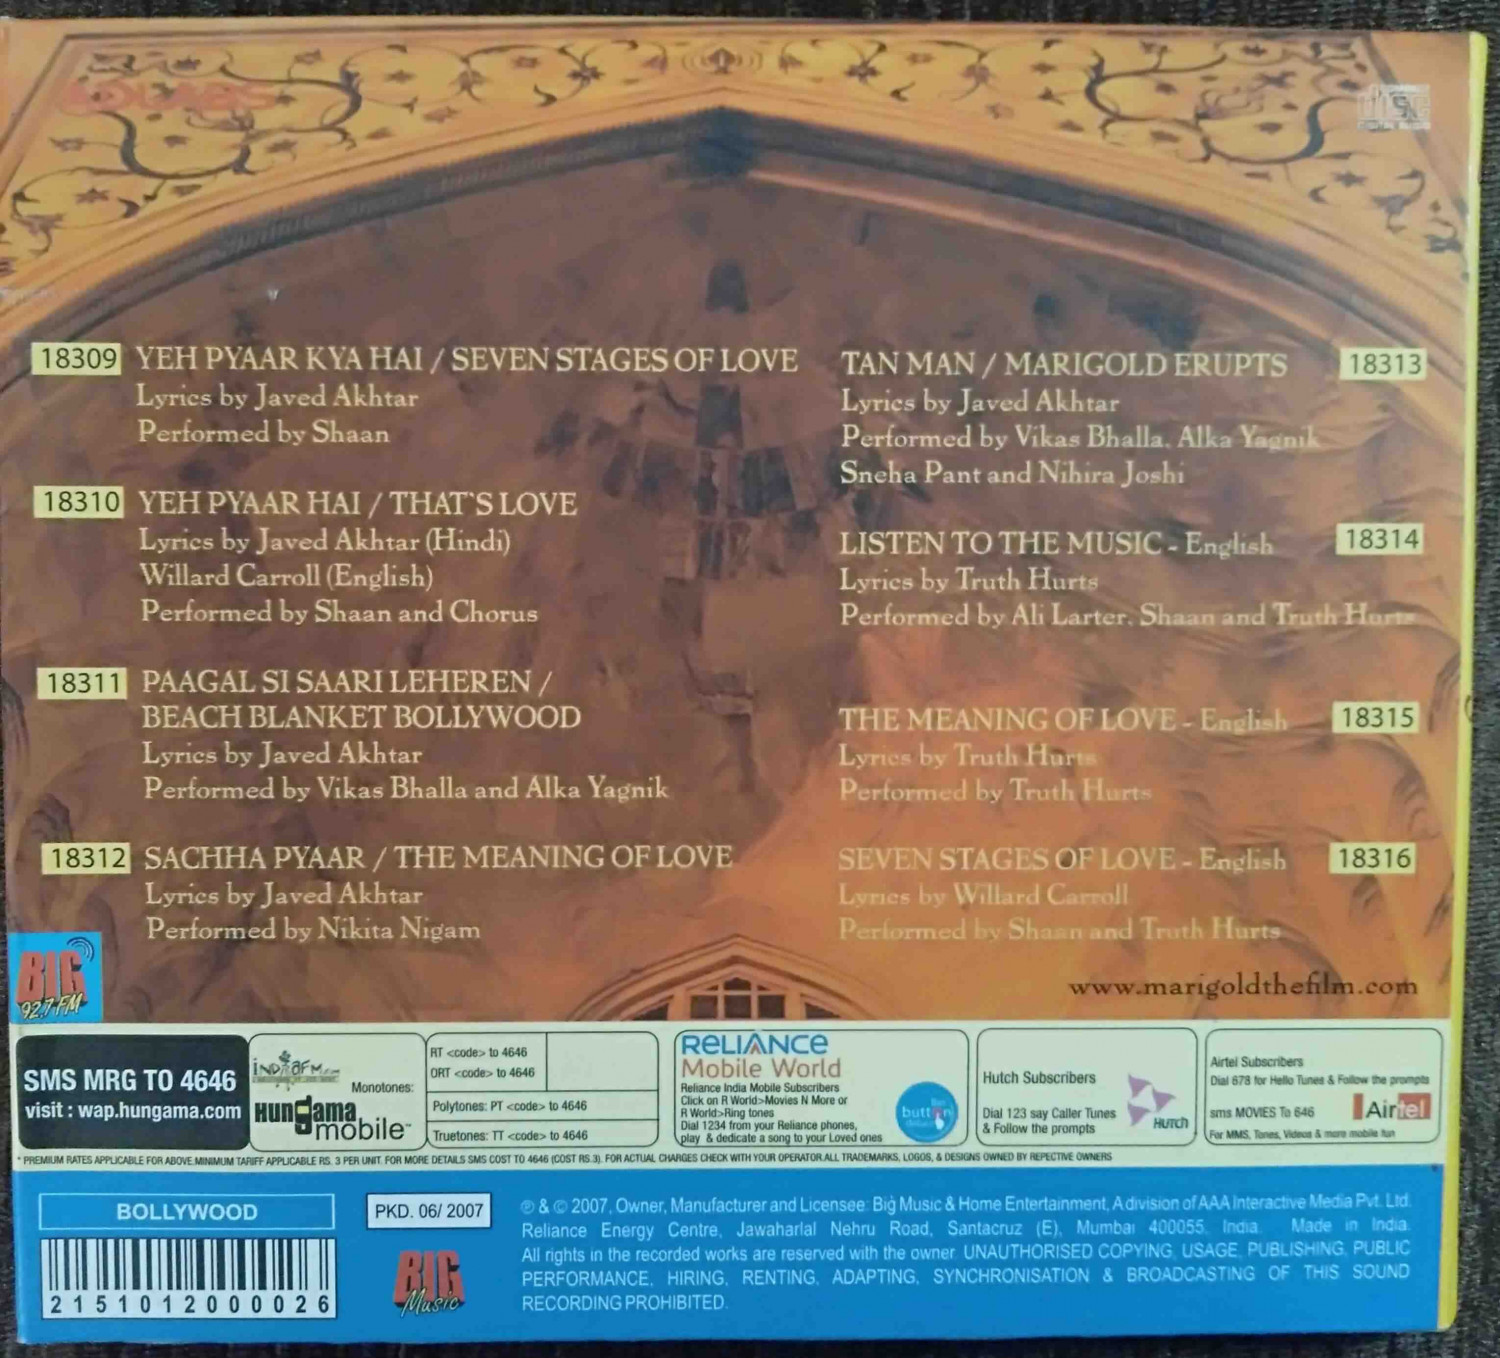 ADLABS
disc
DIGITAL AUDIO
18309 YEH PYAAR KYA HAI / SEVEN STAGES OF LOVE
Lyrics by Javed Akhtar
Performed by Shaan
18310 YEH PYAAR HAI / THAT'S LOVE
Lyrics by Javed Akhtar (Hindi)
Willard Carroll (English)
Performed by Shaan and Chorus
18311 PAAGAL SI SAARI LEHEREN /
BEACH BLANKET BOLLYWOOD
Lyrics by Javed Akhtar
Performed by Vikas Bhalla and Alka Yagnik
18312 SACHHA PYAAR / THE MEANING OF LOVE
Lyrics by Javed Akhtar
Performed by Nikita Nigam
TAN MAN / MARIGOLD ERUPTS 18313
Lyrics by Javed Akhtar
Performed by Vikas Bhalla, Alka Yagnik
Sneha Pant and Nihira Joshi
LISTEN TO THE MUSIC - English 18314
Lyrics by Truth Hurts
Performed by Ali Larter, Shaan and Truth Hurts
THE MEANING OF LOVE - English 18315
Lyrics by Truth Hurts
Performed by Truth Hurts
SEVEN STAGES OF LOVE - English 18316
Lyrics by Willard Carroll
Performed by Shaan and Truth Hurts
www.marigoldthefilm.com
BIG
92.7 FM
SMS MRG TO 4646
visit : wap.hungama.com
INDIAFM.com
HUNGAMA
mobile
Monotones:
RT <code> to 4646
ORT <code> to 4646
Polytones: PT <code> to 4646
Truetones: TT <code> to 4646
RELIANCE
Mobile World
Reliance India Mobile Subscribers
Click on R World>Movies N More or
R World>Ring tones
Dial 1234 from your Reliance phones,
play & dedicate a song to your Loved ones
button
Hutch Subscribers
Dial 123 say Caller Tunes
& Follow the prompts
HUTCH
Airtel Subscribers
Dial 678 for Hello Tunes & Follow the prompts
sms MOVIES To 646
Airtel
For MMS, Tones, Videos & more mobile fun
* PREMIUM RATES APPLICABLE FOR ABOVE.MINIMUM TARIFF APPLICABLE RS. 3 PER UNIT. FOR MORE DETAILS SMS COST TO 4646 (COST RS.3). FOR ACTUAL CHARGES CHECK WITH YOUR OPERATOR.ALL TRADEMARKS, LOGOS, & DESIGNS OWNED BY REPECTIVE OWNERS
BOLLYWOOD
PKD. 06/ 2007
2151012000026
BIG
Music
℗ & © 2007, Owner, Manufacturer and Licensee: Big Music & Home Entertainment, A division of AAA Interactive Media Pvt. Ltd.
Reliance Energy Centre, Jawaharlal Nehru Road, Santacruz (E), Mumbai 400055, India. Made in India.
All rights in the recorded works are reserved with the owner. UNAUTHORISED COPYING, USAGE, PUBLISHING, PUBLIC
PERFORMANCE, HIRING, RENTING, ADAPTING, SYNCHRONISATION & BROADCASTING OF THIS SOUND
RECORDING PROHIBITED.